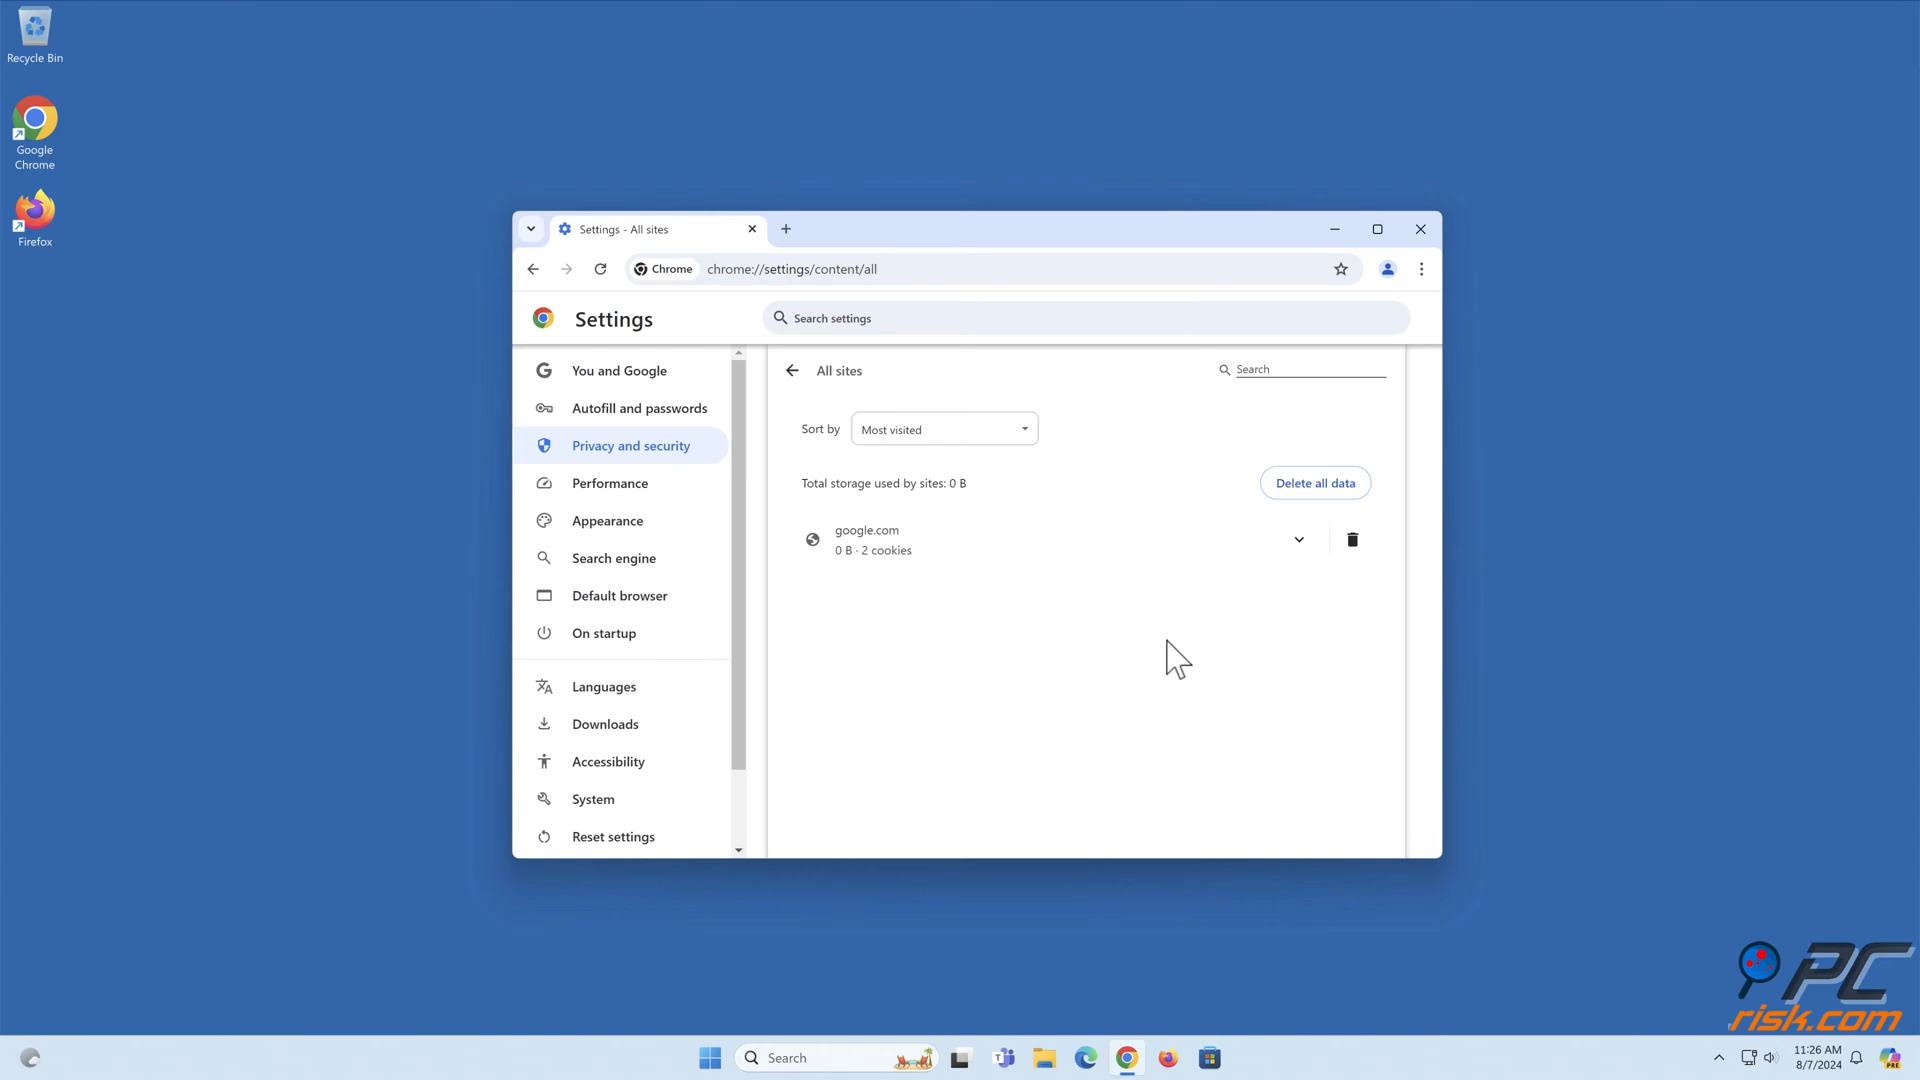 Recycle Bin
Google
Chrome
Firefox
Settings - All sites
Chrome
chrome://settings/content/all
Settings
Search settings
You and Google
Autofill and passwords
Privacy and security
Performance
Appearance
Search engine
Default browser
On startup
Languages
Downloads
Accessibility
System
Reset settings
All sites
Search
Sort by
Most visited
Total storage used by sites: 0 B
Delete all data
google.com
0 B · 2 cookies
PC
risk.com
Search
11:26 AM
8/7/2024
PRE